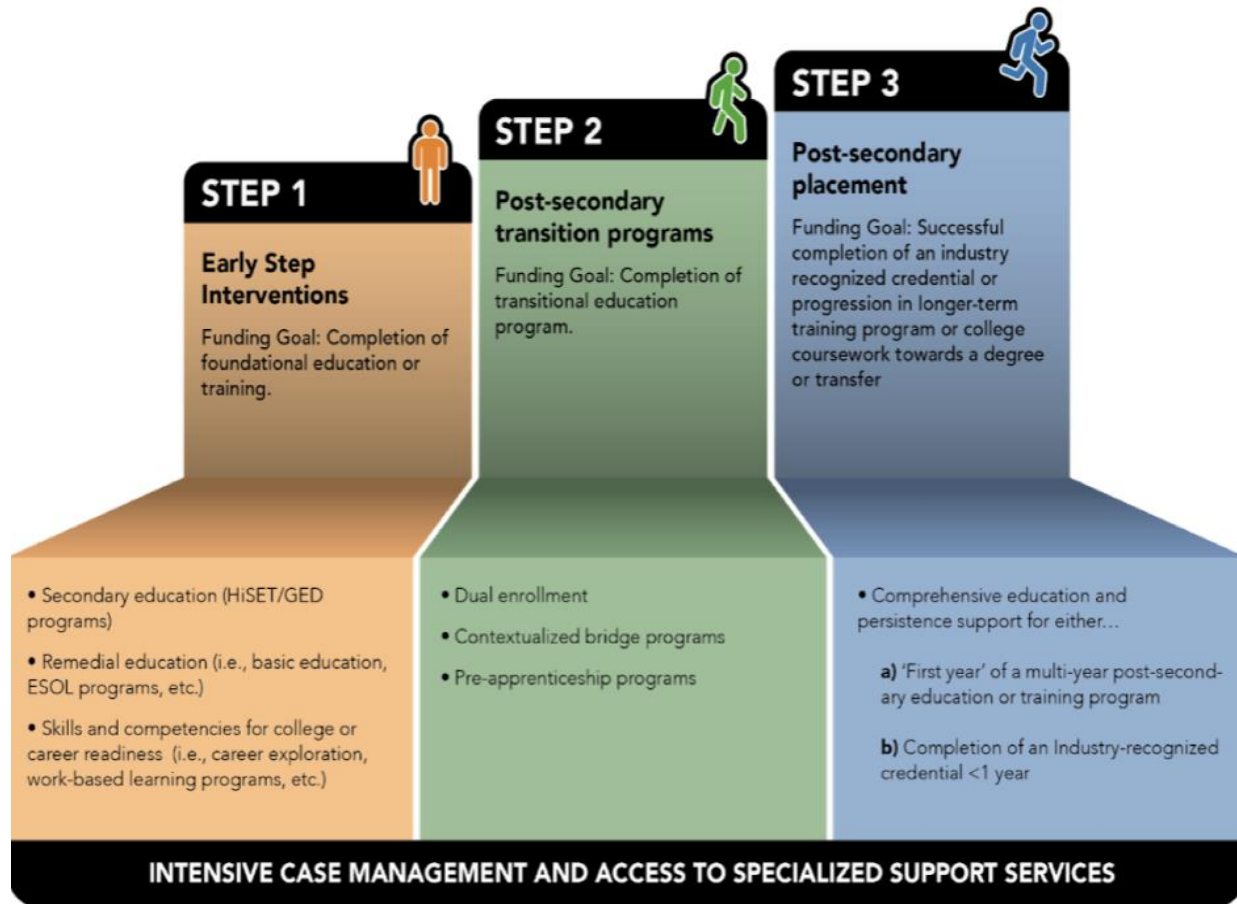 STEP 1
Early Step
Interventions
Funding Goal: Completion of
foundational education or
training.
• Secondary education (HiSET/GED
programs)
• Remedial education (i.e., basic education,
ESOL programs, etc.)
• Skills and competencies for college or
career readiness (i.e., career exploration,
work-based learning programs, etc.)
STEP 2
Post-secondary
transition programs
Funding Goal: Completion of
transitional education
program.
• Dual enrollment
• Contextualized bridge programs
• Pre-apprenticeship programs
STEP 3
Post-secondary
placement
Funding Goal: Successful
completion of an industry
recognized credential or
progression in longer-term
training program or college
coursework towards a degree
or transfer
• Comprehensive education and
persistence support for either...
a) ‘First year’ of a multi-year post-second-
ary education or training program
b) Completion of an Industry-recognized
credential <1 year
INTENSIVE CASE MANAGEMENT AND ACCESS TO SPECIALIZED SUPPORT SERVICES